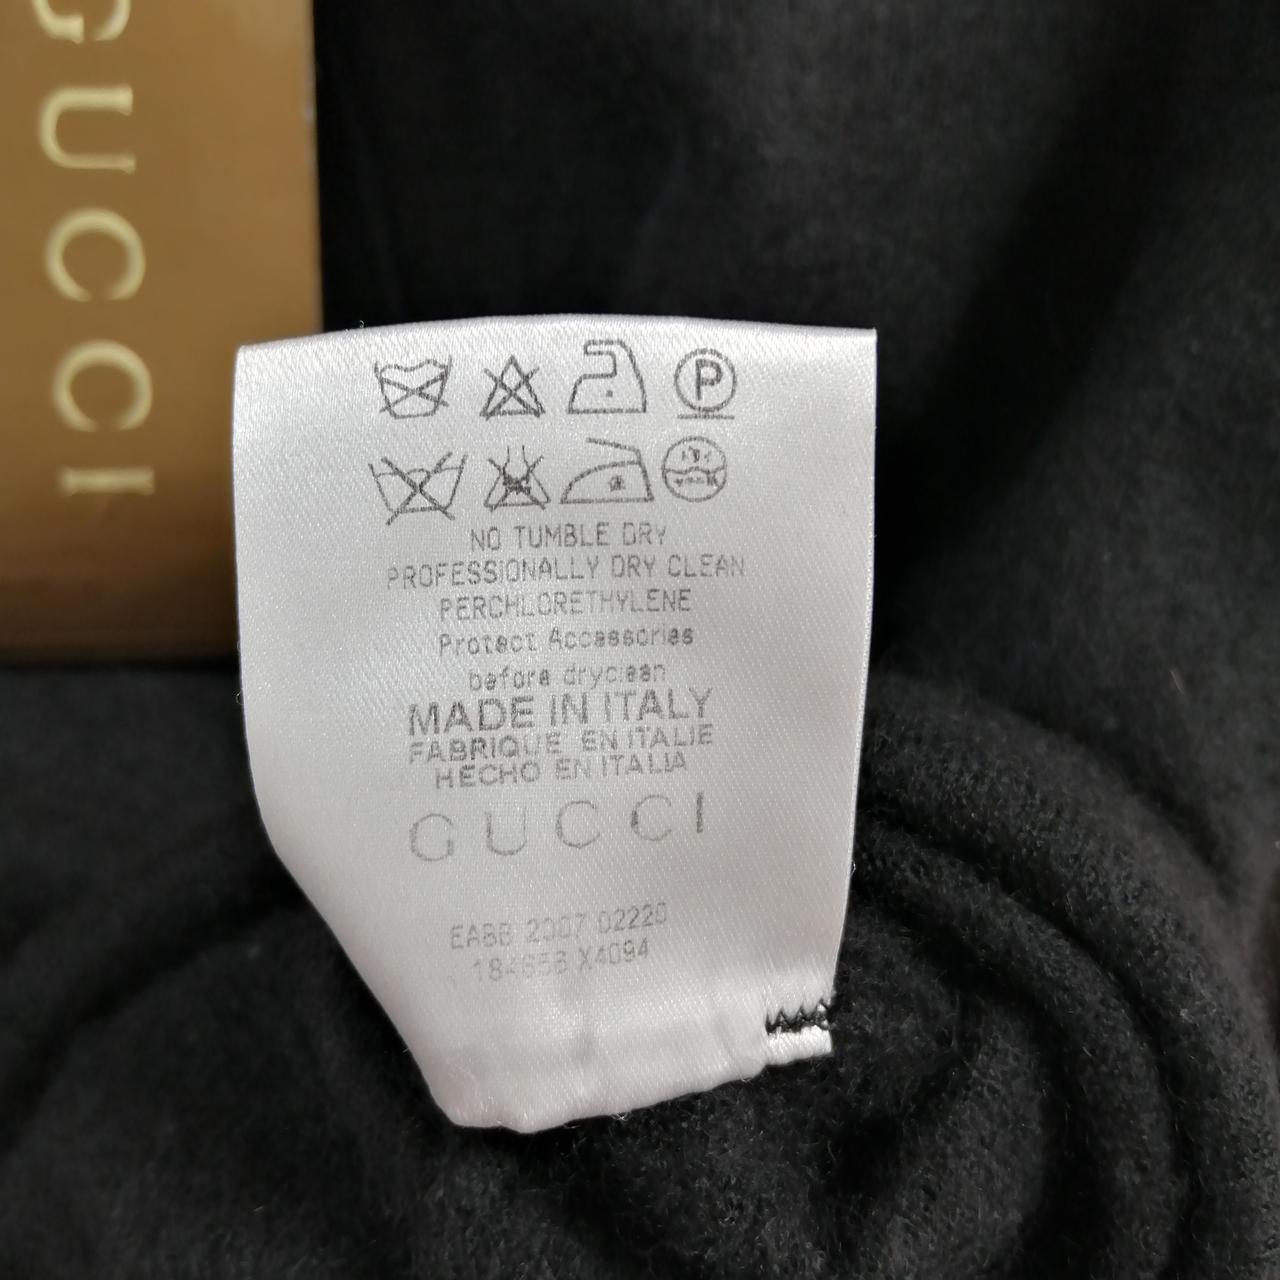 GUCCI
P
NO TUMBLE DRY
PROFESSIONALLY DRY CLEAN
PERCHLORETHYLENE
Protect Accessories
before dryclean
MADE IN ITALY
FABRIQUE EN ITALIE
HECHO EN ITALIA
GUCCI
EABB 2007 02220
X4094